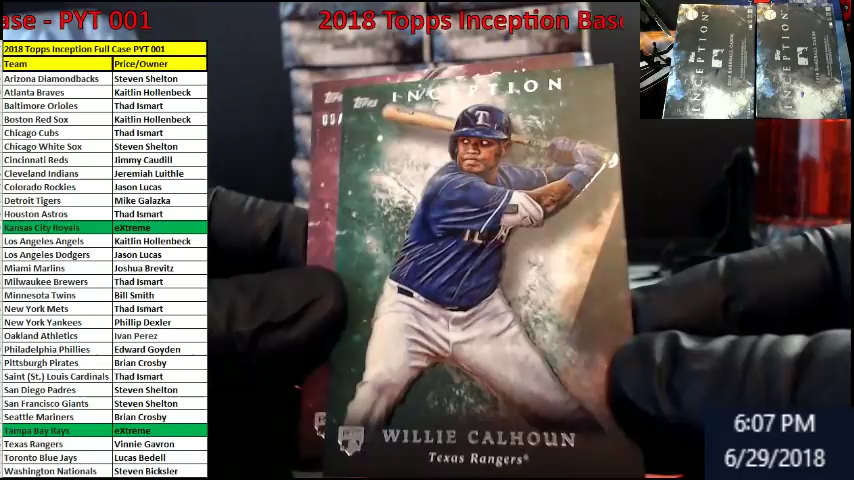 ase - PYT 001
2018 Topps Inception Bas
2018 Topps Inception Full Case PYT 001
Team Price/Owner
Arizona Diamondbacks Steven Shelton
Atlanta Braves Kaitlin Hollenbeck
Baltimore Orioles Thad Ismart
Boston Red Sox Kaitlin Hollenbeck
Chicago Cubs Thad Ismart
Chicago White Sox Steven Shelton
Cincinnati Reds Jimmy Caudill
Cleveland Indians Jeremiah Luithle
Colorado Rockies Jason Lucas
Detroit Tigers Mike Galazka
Houston Astros Thad Ismart
Kansas City Royals eXtreme
Los Angeles Angels Kaitlin Hollenbeck
Los Angeles Dodgers Jason Lucas
Miami Marlins Joshua Brevitz
Milwaukee Brewers Thad Ismart
Minnesota Twins Bill Smith
New York Mets Thad Ismart
New York Yankees Phillip Dexler
Oakland Athletics Ivan Perez
Philadelphia Phillies Edward Goyden
Pittsburgh Pirates Brian Crosby
Saint (St.) Louis Cardinals Thad Ismart
San Diego Padres Steven Shelton
San Francisco Giants Steven Shelton
Seattle Mariners Brian Crosby
Tampa Bay Rays eXtreme
Texas Rangers Vinnie Gavron
Toronto Blue Jays Lucas Bedell
Washington Nationals Steven Bicksler
Topps
Topps INCEPTION
T
WILLIE CALHOUN
Texas Rangers
INCEPTION
INCEPTION
6:07 PM
6/29/2018